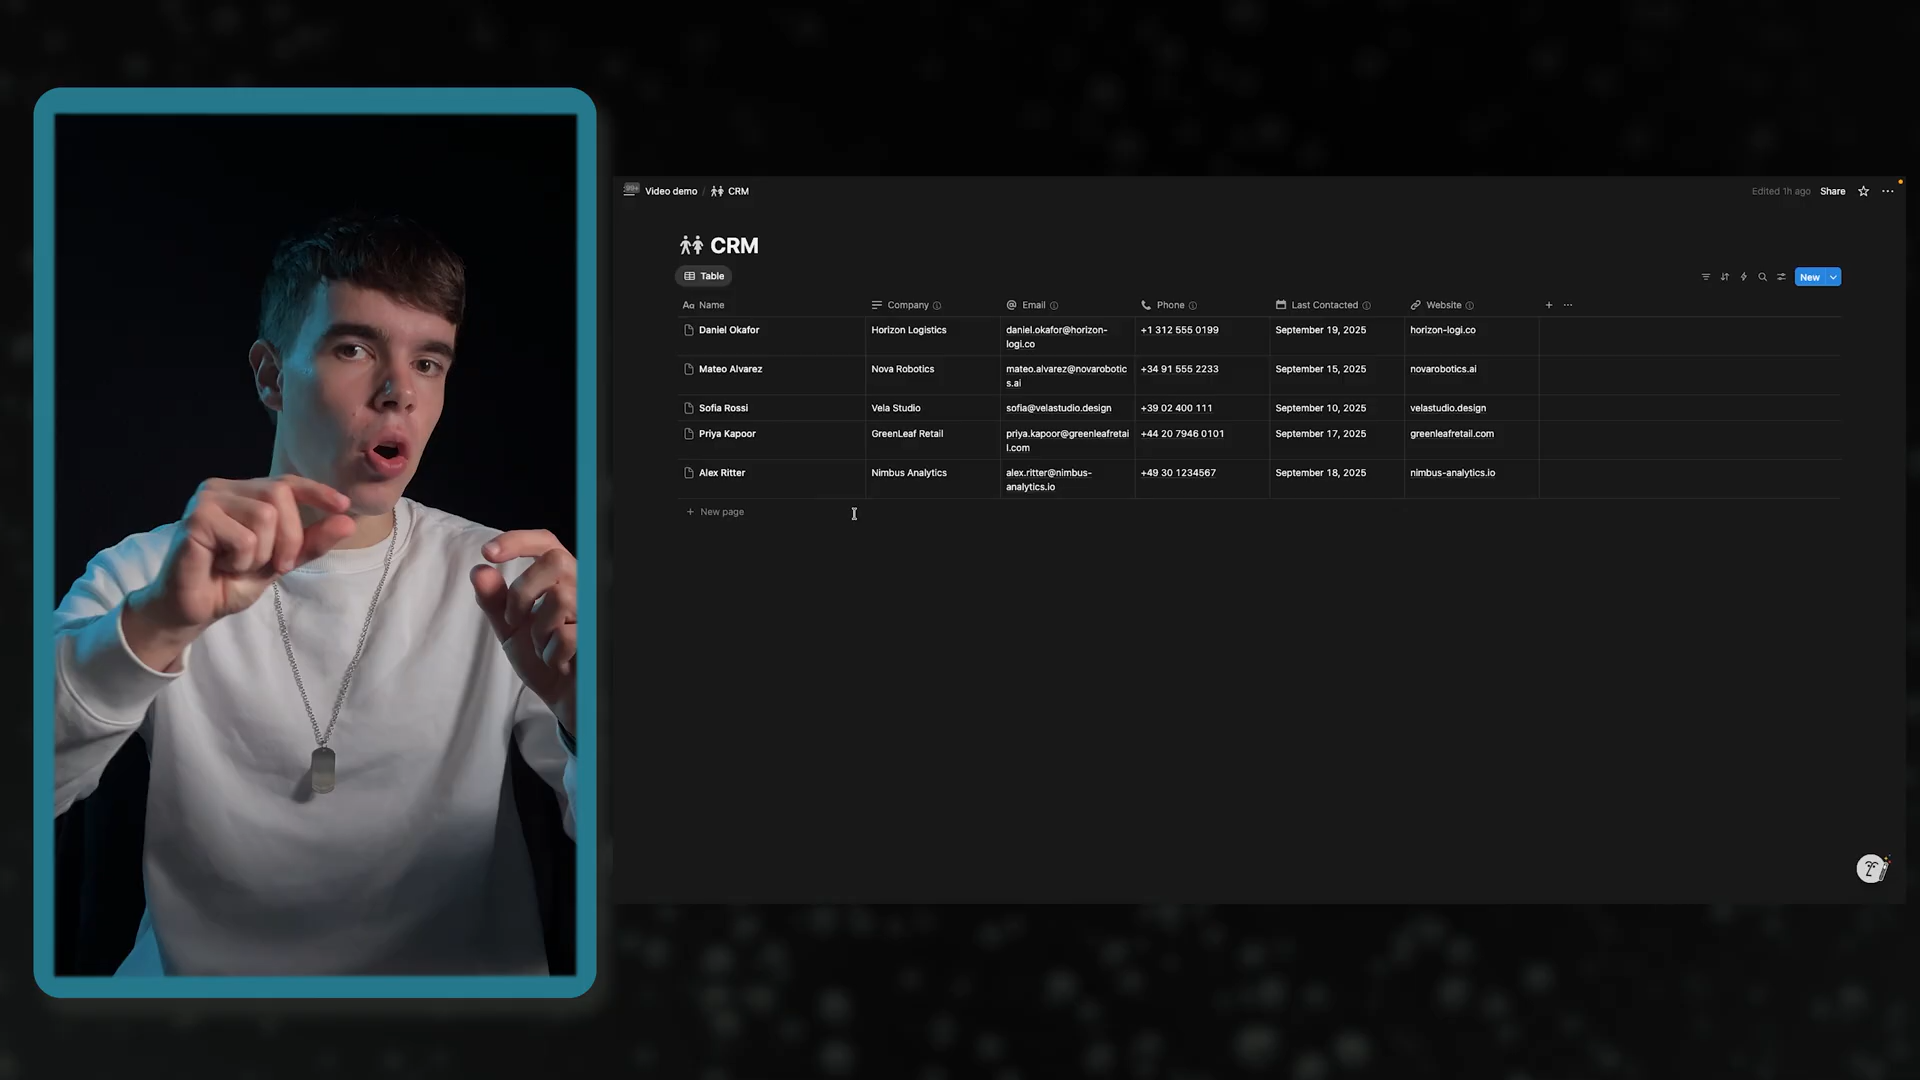 Video demo / CRM
Edited 1h ago Share
CRM
Table
New
Aa Name Company Email Phone Last Contacted Website
Daniel Okafor Horizon Logistics daniel.okafor@horizon- +1 312 555 0199 September 19, 2025 horizon-logi.co
logi.co
Mateo Alvarez Nova Robotics mateo.alvarez@novarobotic +34 91 555 2233 September 15, 2025 novarobotics.ai
s.ai
Sofia Rossi Vela Studio sofia@velastudio.design +39 02 400 111 September 10, 2025 velastudio.design
Priya Kapoor GreenLeaf Retail priya.kapoor@greenleafretai +44 20 7946 0101 September 17, 2025 greenleafretail.com
l.com
Alex Ritter Nimbus Analytics alex.ritter@nimbus- +49 30 1234567 September 18, 2025 nimbus-analytics.io
analytics.io
+ New page